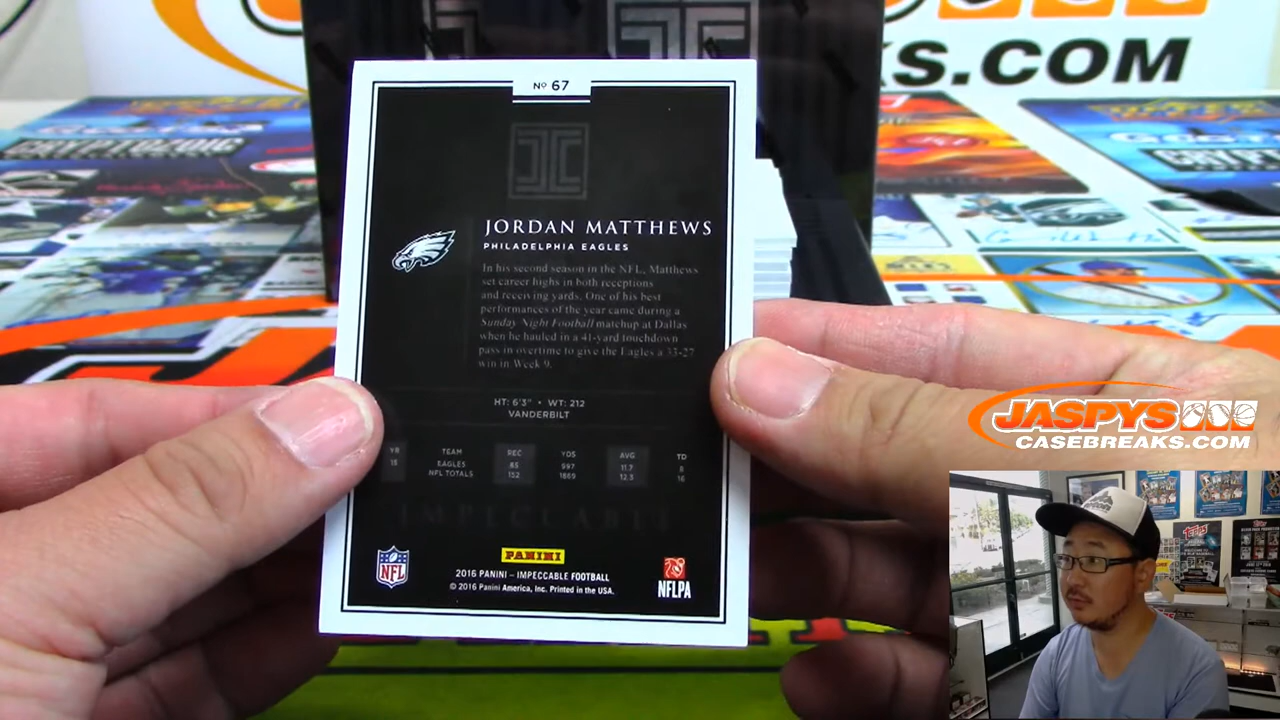 S.COM
CRYPTOZOIC
Nº 67
JORDAN MATTHEWS
PHILADELPHIA EAGLES
In his second season in the NFL, Matthews
set career highs in both receptions
and receiving yards. One of his best
performances of the year came during a
Sunday Night Football matchup at Dallas
when he hauled in a 41-yard touchdown
pass in overtime to give the Eagles a 33-27
win in Week 9.
HT: 6'3" • WT: 212
VANDERBILT
YR TEAM REC YDS AVG TD
15 EAGLES 85 997 11.7 8
NFL TOTALS 152 1869 12.3 16
IMPECCABLE
NFL
PANINI
2016 PANINI – IMPECCABLE FOOTBALL
© 2016 Panini America, Inc. Printed in the USA.
NFLPA
JASPYS
CASEBREAKS.COM